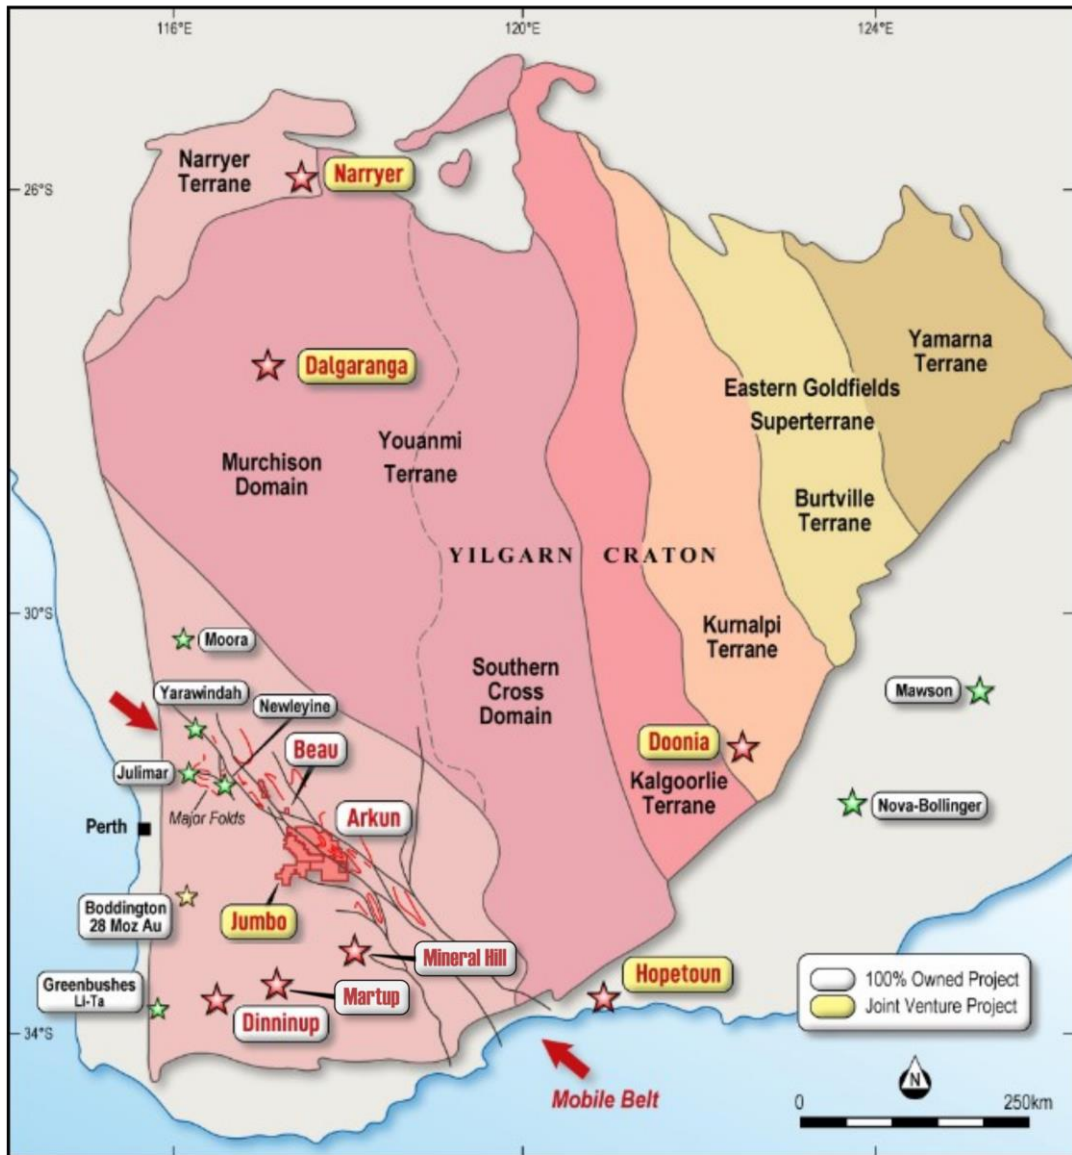 116°E
120°E
124°E
Narryer
Terrane
Narryer
26°S
Yamarna
Terrane
Dalgaranga
Eastern Goldfields
Superterrane
Youanmi
Terrane
Murchison
Domain
Burtville
Terrane
YILGARN CRATON
30°S
Moora
Kurnalpi
Terrane
Southern
Cross
Domain
Yarawindah
Newleyine
Mawson
Beau
Doonia
Julimar
Kalgoorlie
Terrane
Nova-Bollinger
Major Folds
Arkun
Perth
Boddington
28 Moz Au
Jumbo
Mineral Hill
Hopetoun
Greenbushes
Li-Ta
Martup
Dinninup
100% Owned Project
Joint Venture Project
34°S
Mobile Belt
N
0
250km